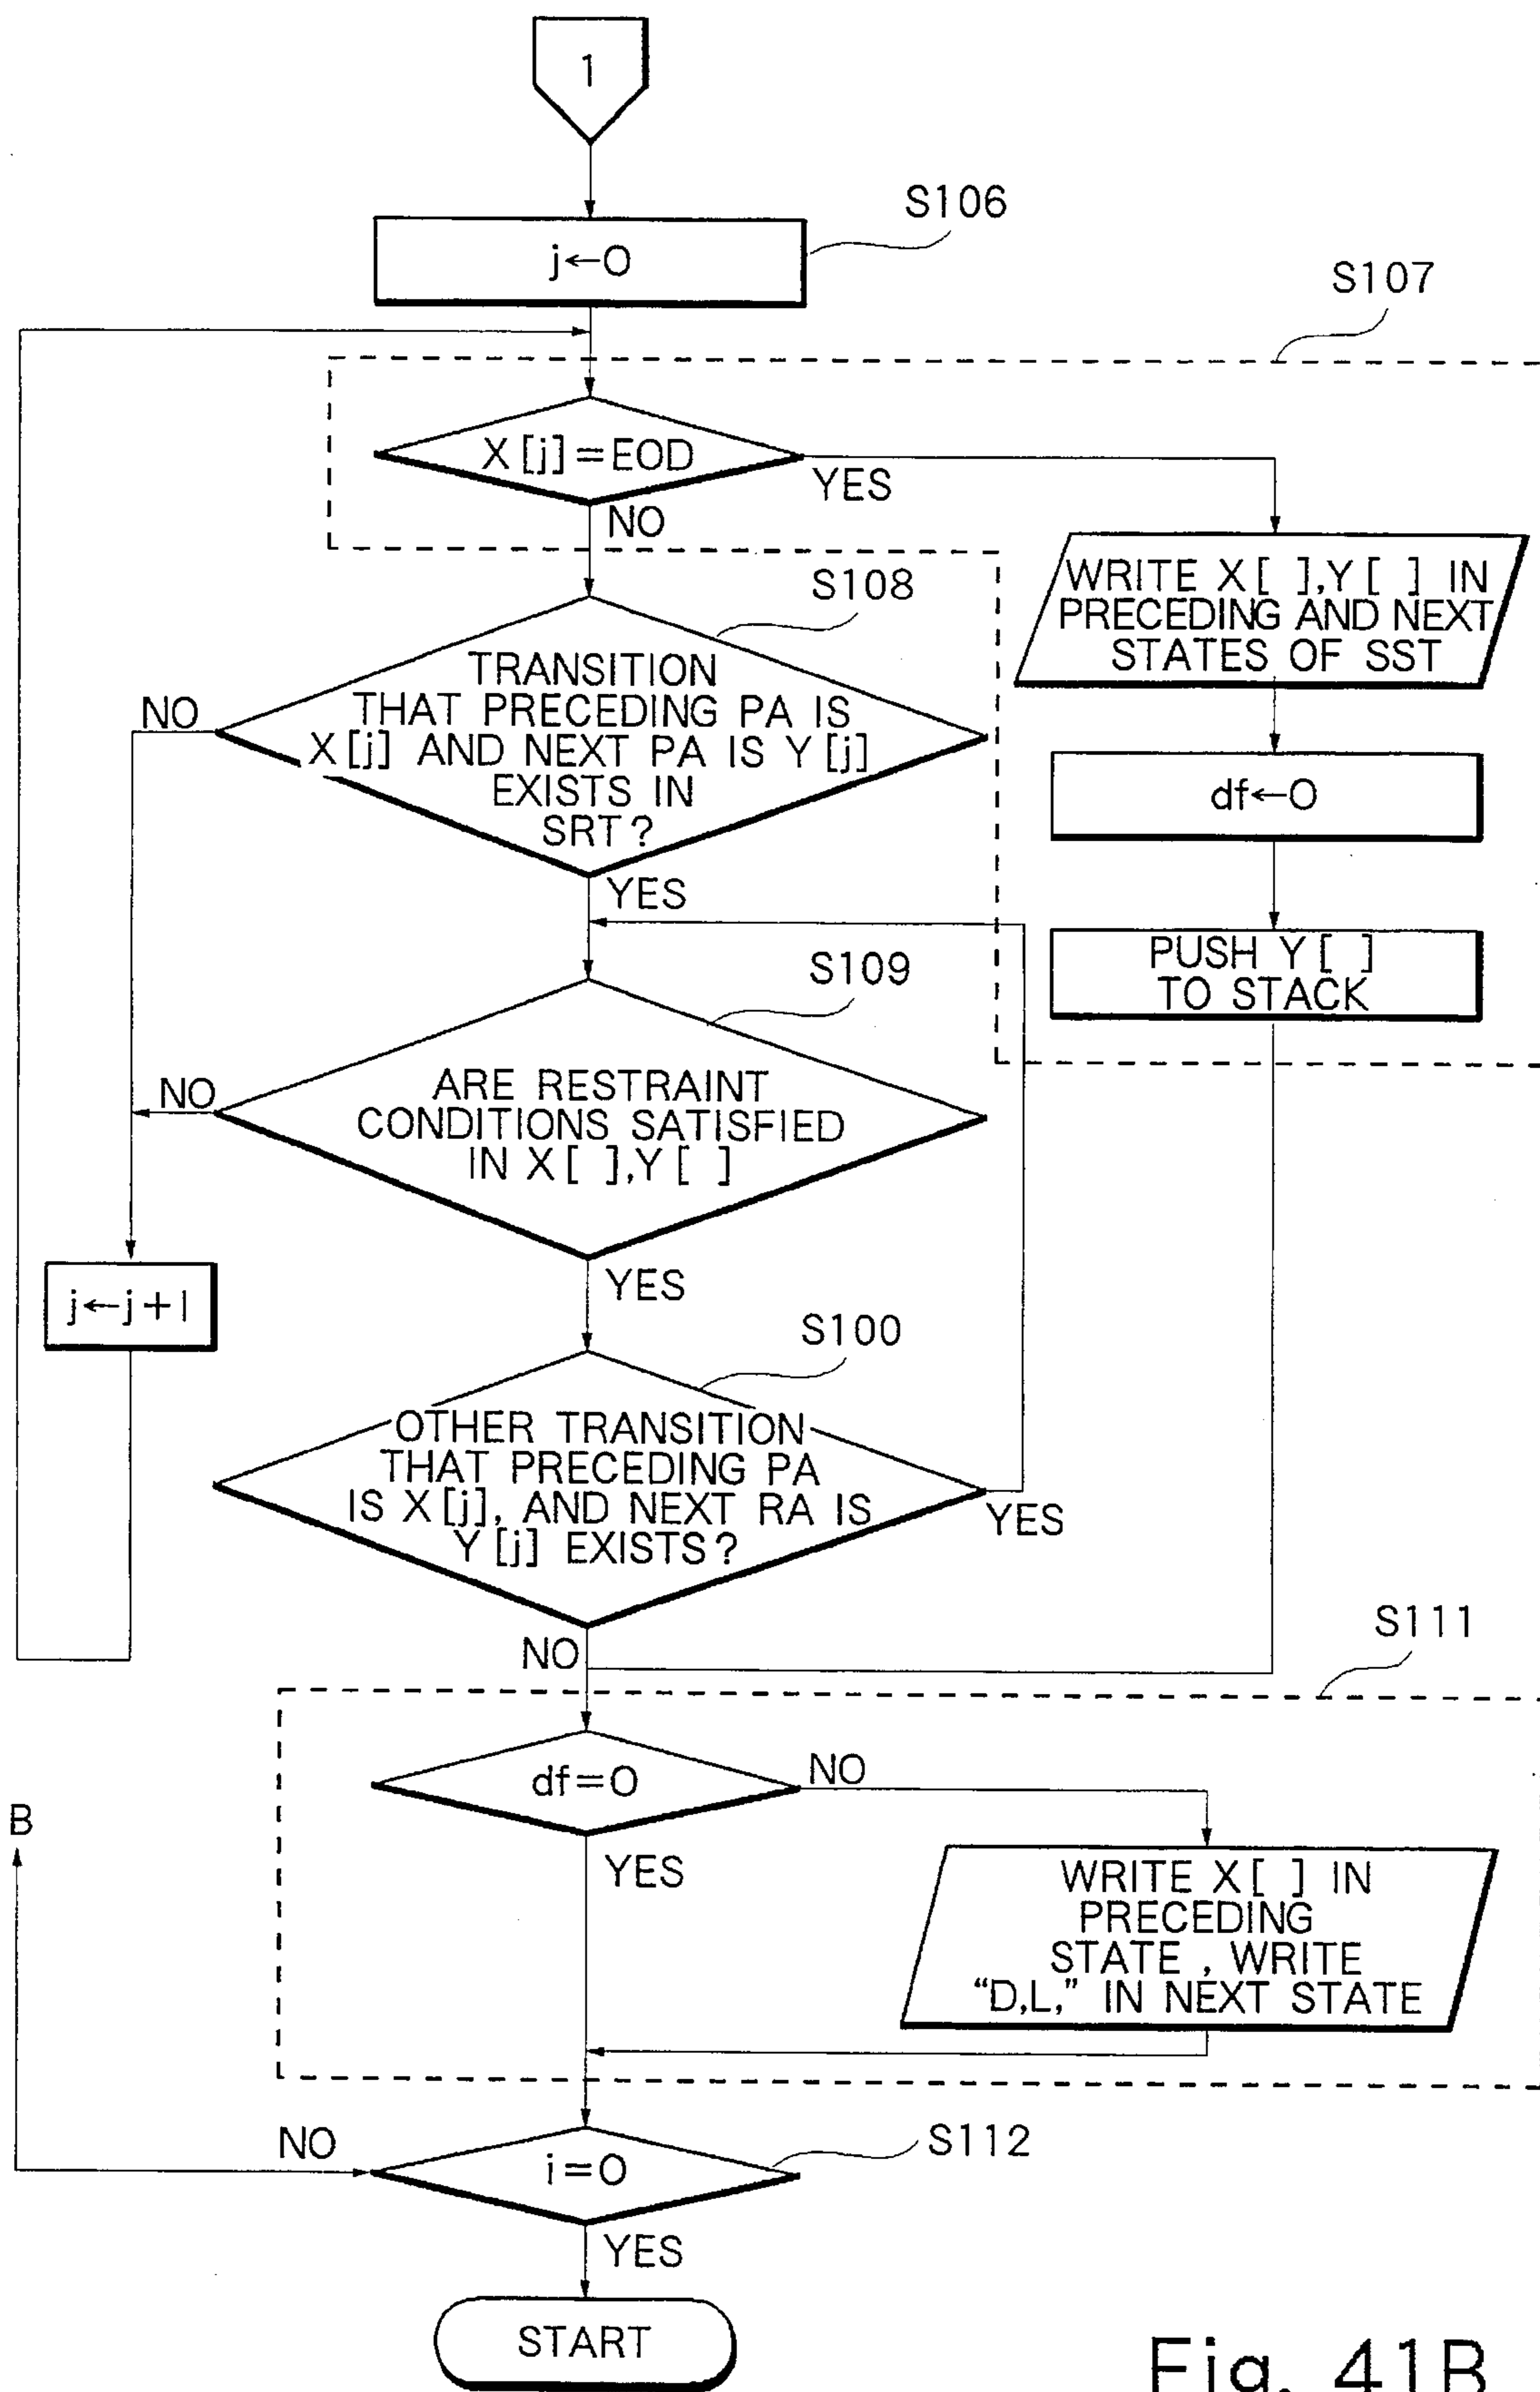 1
S106
j←0
S107
X[j]=EOD
YES
NO
WRITE X[ ],Y[ ] IN
PRECEDING AND NEXT
STATES OF SST
S108
TRANSITION
THAT PRECEDING PA IS
X[j] AND NEXT PA IS Y[j]
EXISTS IN
SRT?
NO
YES
df←0
PUSH Y[ ]
TO STACK
S109
ARE RESTRAINT
CONDITIONS SATISFIED
IN X[ ],Y[ ]
NO
YES
j←j+1
S100
OTHER TRANSITION
THAT PRECEDING PA
IS X[j], AND NEXT RA IS
Y[j] EXISTS?
YES
NO
S111
df=0
NO
YES
B
WRITE X[ ] IN
PRECEDING
STATE , WRITE
“D,L,” IN NEXT STATE
NO
S112
i=0
YES
START
Fig. 41B